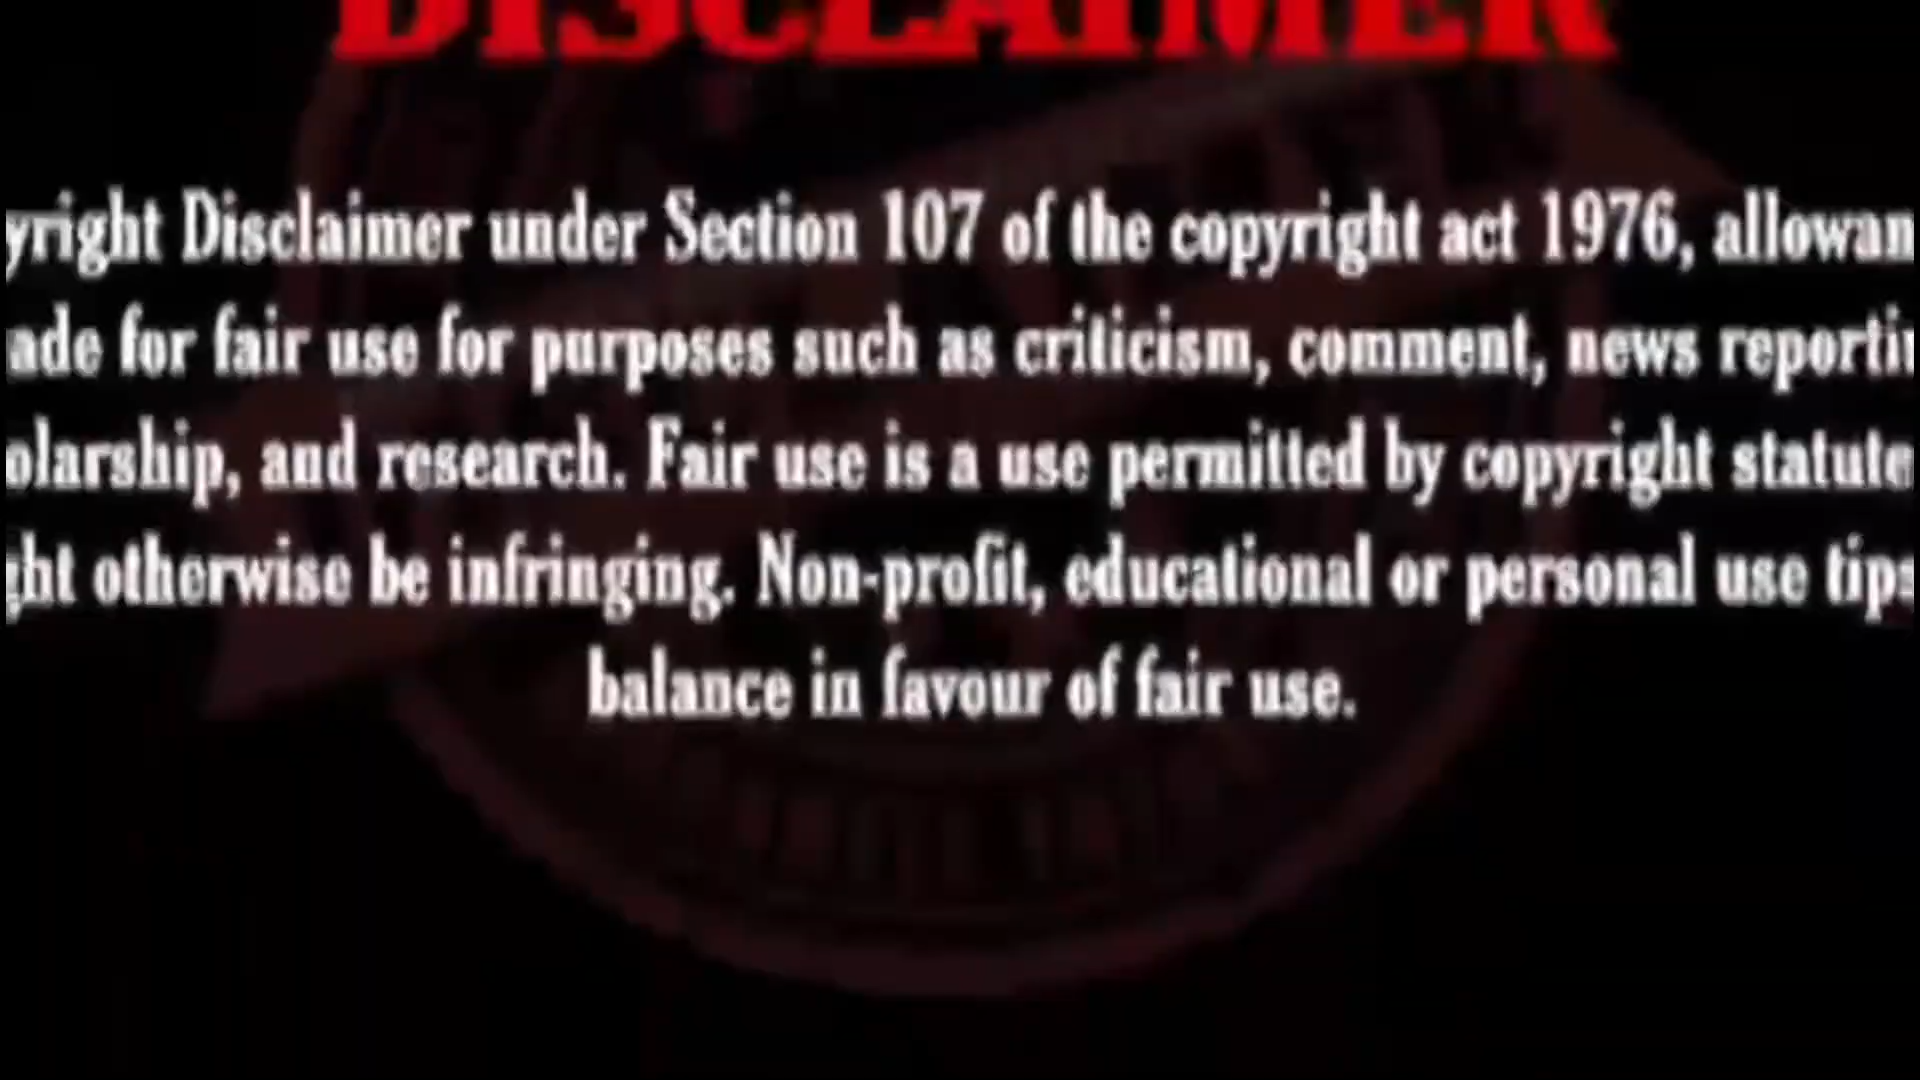 DISCLAIMER
yright Disclaimer under Section 107 of the copyright act 1976, allowan
ade for fair use for purposes such as criticism, comment, news reportin
olarship, and research. Fair use is a use permitted by copyright statute
ght otherwise be infringing. Non-profit, educational or personal use tips
balance in favour of fair use.